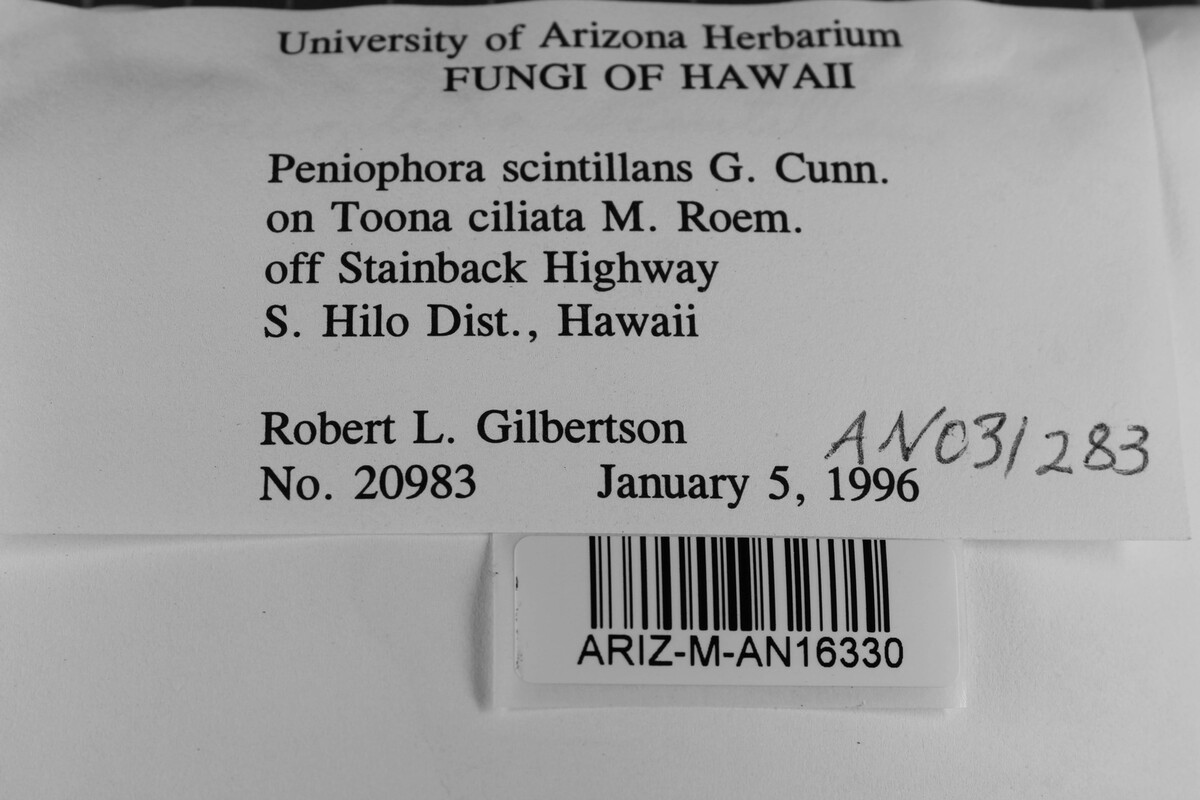 University of Arizona Herbarium
FUNGI OF HAWAII
Peniophora scintillans G. Cunn.
on Toona ciliata M. Roem.
off Stainback Highway
S. Hilo Dist., Hawaii
Robert L. Gilbertson
AN031283
No. 20983 January 5, 1996
ARIZ-M-AN16330